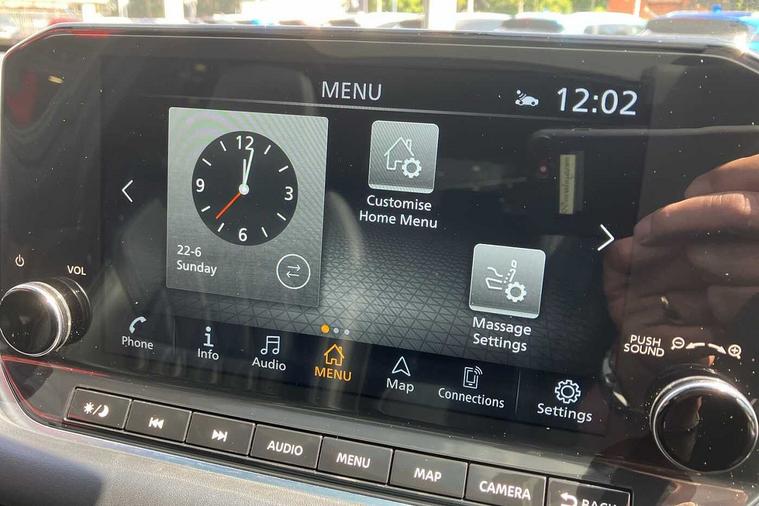 MENU
12:02
12
9
3
6
22-6
Sunday
Customise
Home Menu
Massage
Settings
VOL
PUSH
SOUND
Phone
Info
Audio
MENU
Map
Connections
Settings
AUDIO
MENU
MAP
CAMERA
BACK